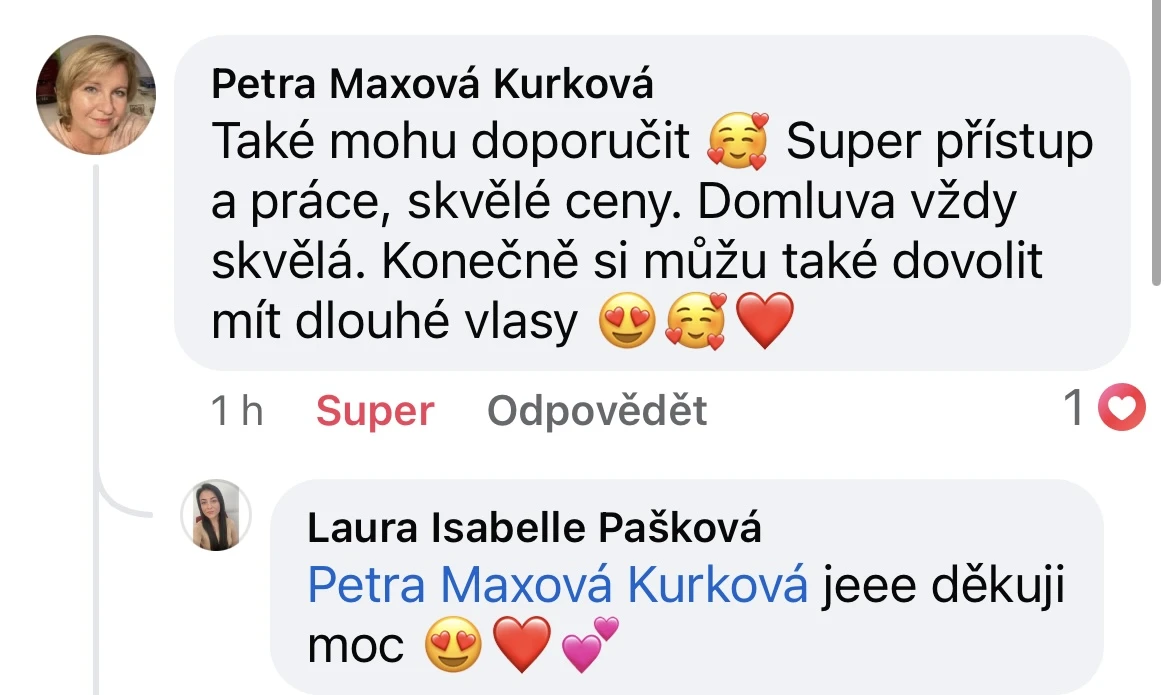 Petra Maxová Kurková
Také mohu doporučit 🥰 Super přístup
a práce, skvělé ceny. Domluva vždy
skvělá. Konečně si můžu také dovolit
mít dlouhé vlasy 😍🥰❤️
1 h Super Odpovědět 1
Laura Isabelle Pašková
Petra Maxová Kurková jeee děkuji
moc 😍❤️💕